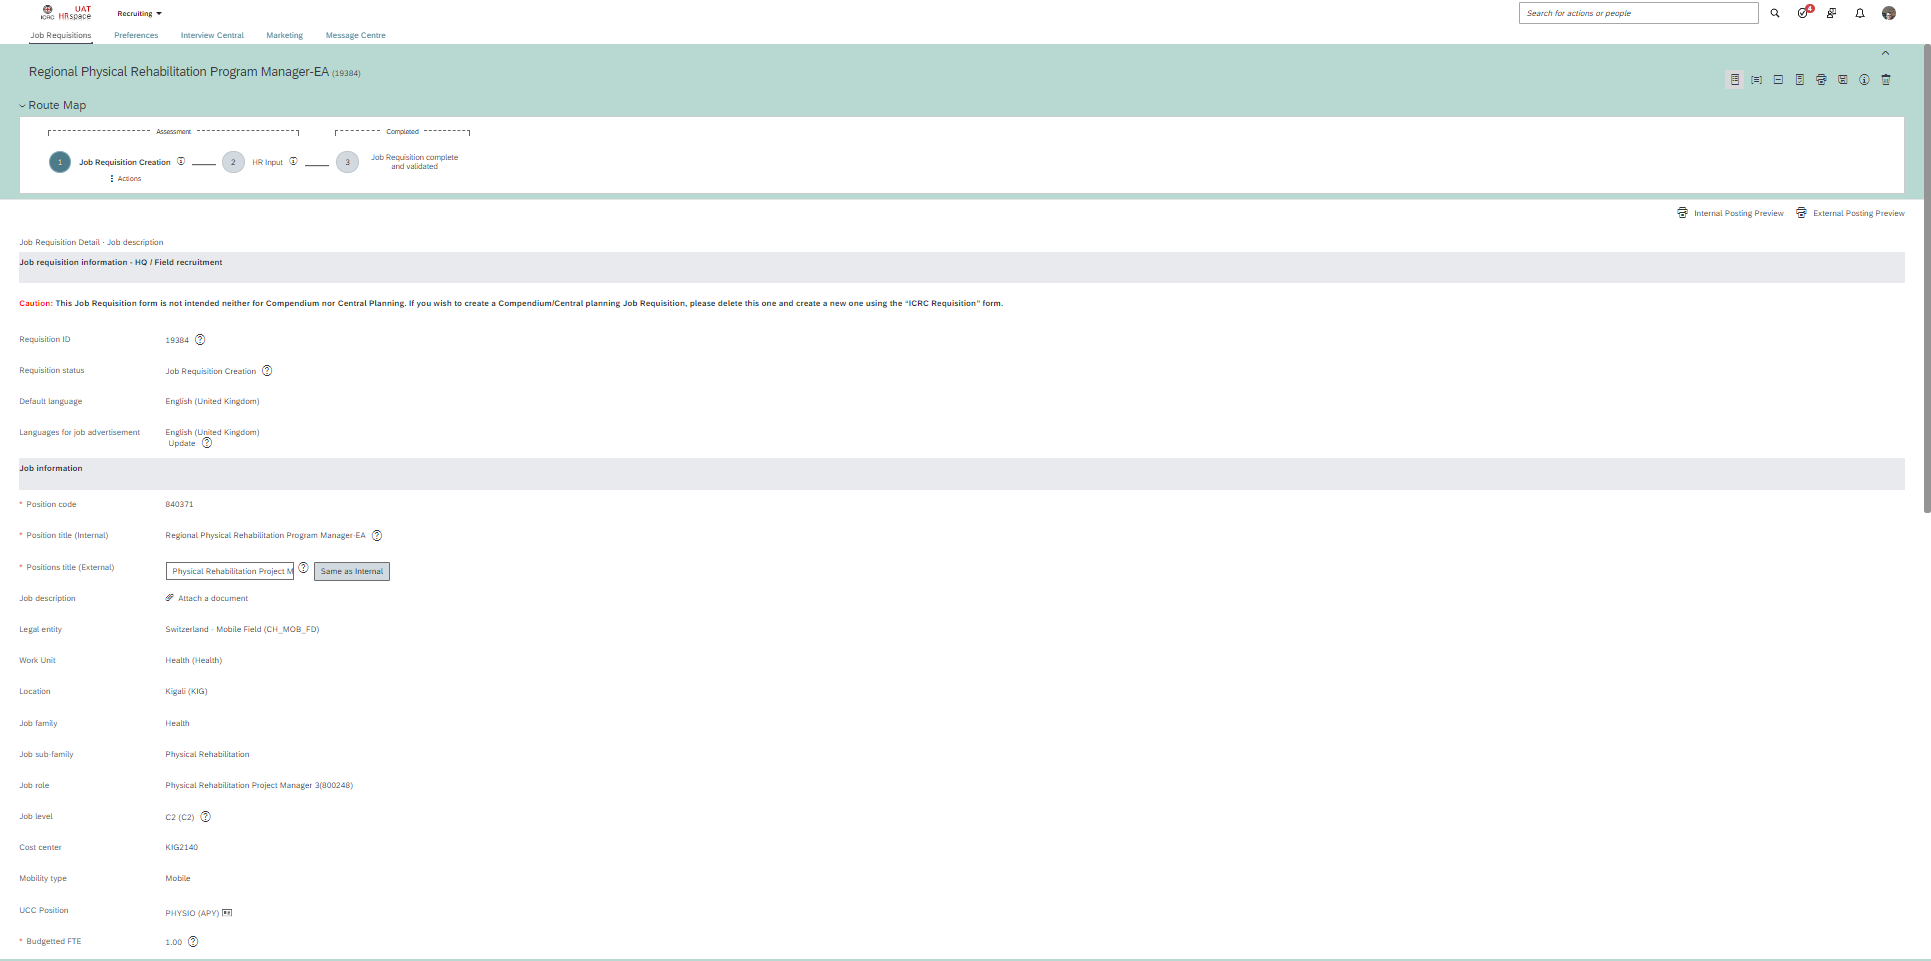 ICRC UAT HRspace
Recruiting
Search for actions or people
4
Job Requisitions Preferences Interview Central Marketing Message Centre
Regional Physical Rehabilitation Program Manager-EA (19384)
Route Map
Assessment Completed
1 Job Requisition Creation 2 HR Input 3 Job Requisition complete and validated
Actions
Internal Posting Preview External Posting Preview
Job Requisition Detail - Job description
Job requisition information - HQ / Field recruitment
Caution: This Job Requisition form is not intended neither for Compendium nor Central Planning. If you wish to create a Compendium/Central planning Job Requisition, please delete this one and create a new one using the "ICRC Requisition" form.
Requisition ID 19384
Requisition status Job Requisition Creation
Default language English (United Kingdom)
Languages for job advertisement English (United Kingdom)
Update
Job information
* Position code 840371
* Position title (Internal) Regional Physical Rehabilitation Program Manager-EA
* Positions title (External) Physical Rehabilitation Project M Same as Internal
Job description Attach a document
Legal entity Switzerland - Mobile Field (CH_MOB_FD)
Work Unit Health (Health)
Location Kigali (KIG)
Job family Health
Job sub-family Physical Rehabilitation
Job role Physical Rehabilitation Project Manager 3(800248)
Job level C2 (C2)
Cost center KIG2140
Mobility type Mobile
UCC Position PHYSIO (APY)
* Budgetted FTE 1.00